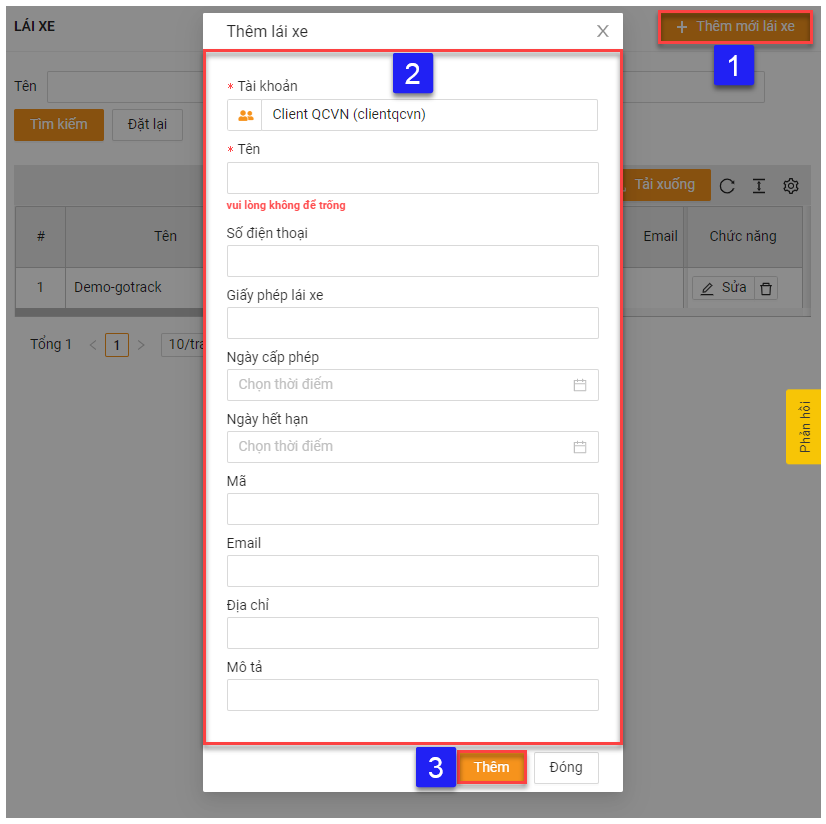 LÁI XE
Thêm mới lái xe
1
Tên
Tìm kiếm
Đặt lại
Tải xuống
#
Tên
Email
Chức năng
1
Demo-gotrack
Sửa
Tổng 1
1
10/tra
Phản hồi
Thêm lái xe
2
* Tài khoản
Client QCVN (clientqcvn)
* Tên
vui lòng không để trống
Số điện thoại
Giấy phép lái xe
Ngày cấp phép
Chọn thời điểm
Ngày hết hạn
Chọn thời điểm
Mã
Email
Địa chỉ
Mô tả
3
Thêm
Đóng